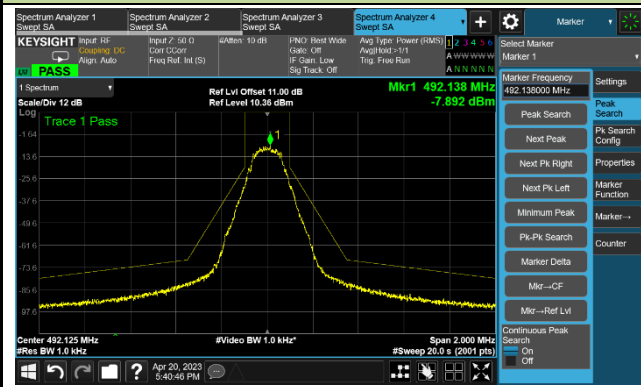 Spectrum Analyzer 1
Swept SA
Spectrum Analyzer 2
Swept SA
Spectrum Analyzer 3
Swept SA
Spectrum Analyzer 4
Swept SA
Marker
KEYSIGHT
Input: RF
Coupling: DC
Align: Auto
Input Z: 50 Ω
Corr CCorr
Freq Ref: Int (S)
#Atten: 10 dB
PNO: Best Wide
Gate: Off
IF Gain: Low
Sig Track: Off
Avg Type: Power (RMS)
Avg|Hold:>1/1
Trig: Free Run
1 2 3 4 5 6
A W W W W W
A N N N N N
LXI
PASS
Select Marker
Marker 1
1 Spectrum
Scale/Div 12 dB
Ref Lvl Offset 11.00 dB
Ref Level 10.36 dBm
Mkr1 492.138 MHz
-7.892 dBm
Log
Trace 1 Pass
1
-1.64
-13.6
-25.6
-37.6
-49.6
-61.6
-73.6
-85.6
-97.6
Center 492.125 MHz
#Res BW 1.0 kHz
#Video BW 1.0 kHz*
Span 2.000 MHz
#Sweep 20.0 s (2001 pts)
Marker Frequency
492.138000 MHz
Peak Search
Next Peak
Next Pk Right
Next Pk Left
Minimum Peak
Pk-Pk Search
Marker Delta
Mkr→CF
Mkr→Ref Lvl
Continuous Peak
Search
On
Off
Settings
Peak
Search
Pk Search
Config
Properties
Marker
Function
Marker→
Counter
?
Apr 20, 2023
5:40:46 PM